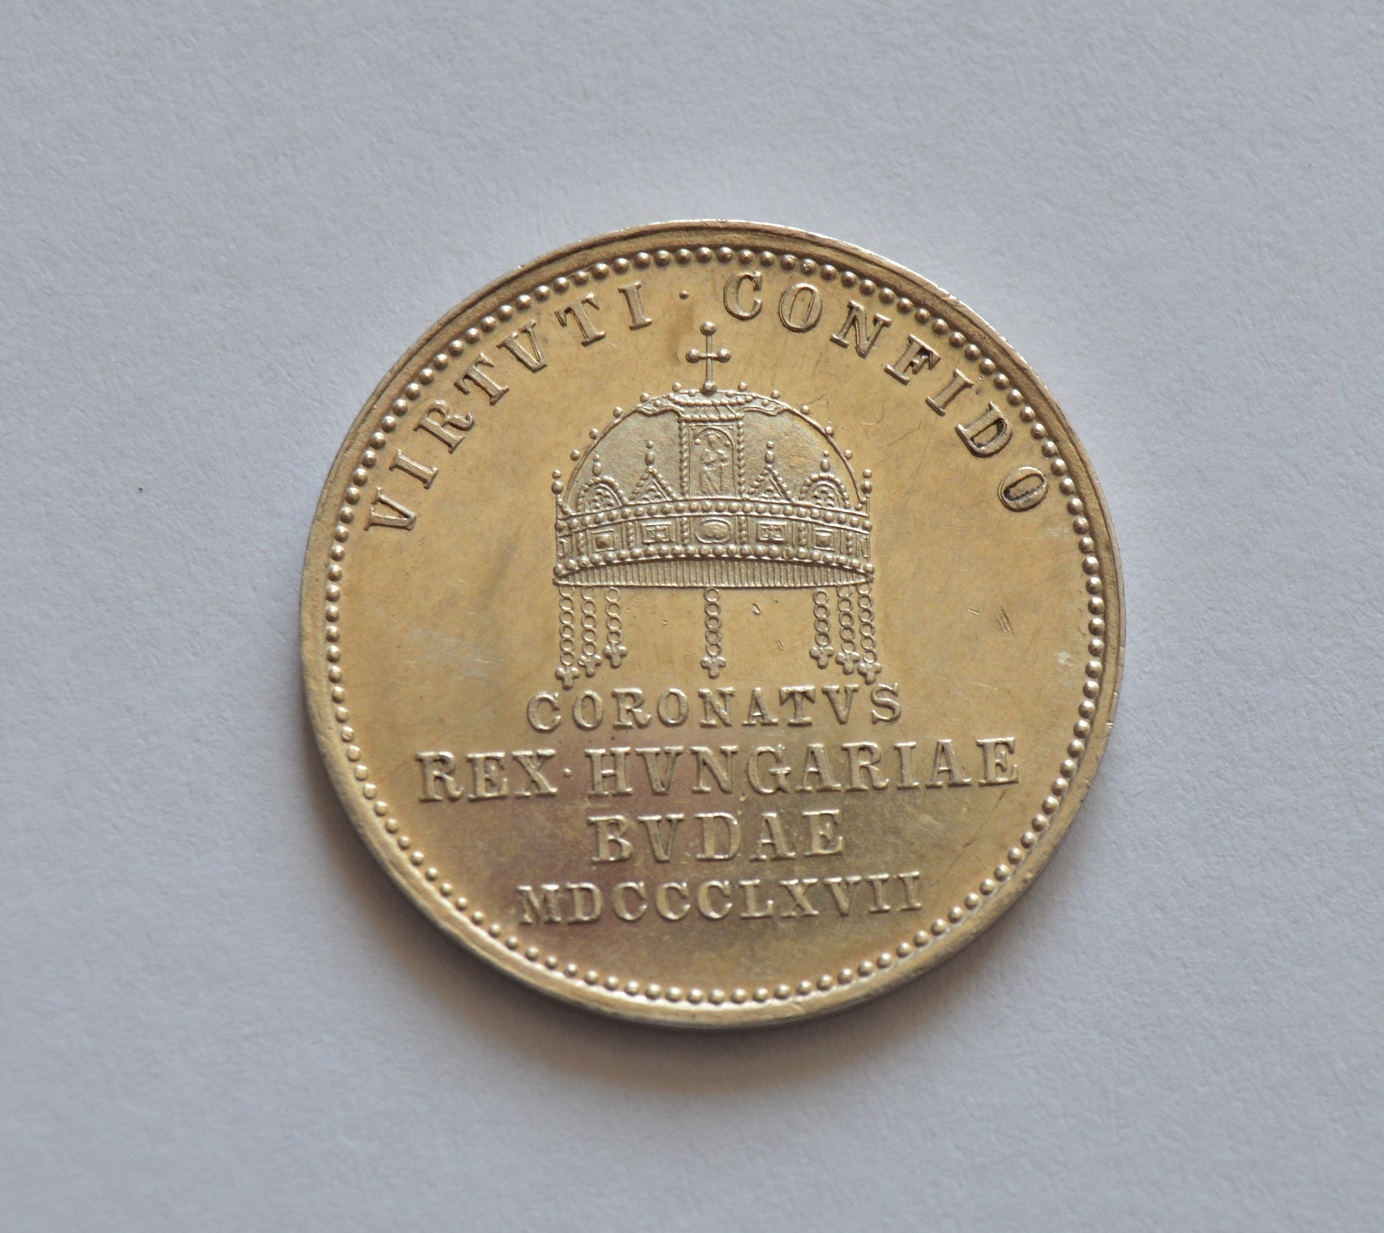 VIRTVTI · CONFIDO
CORONATVS
REX · HVNGARIAE
BVDAE
MDCCCLXVII